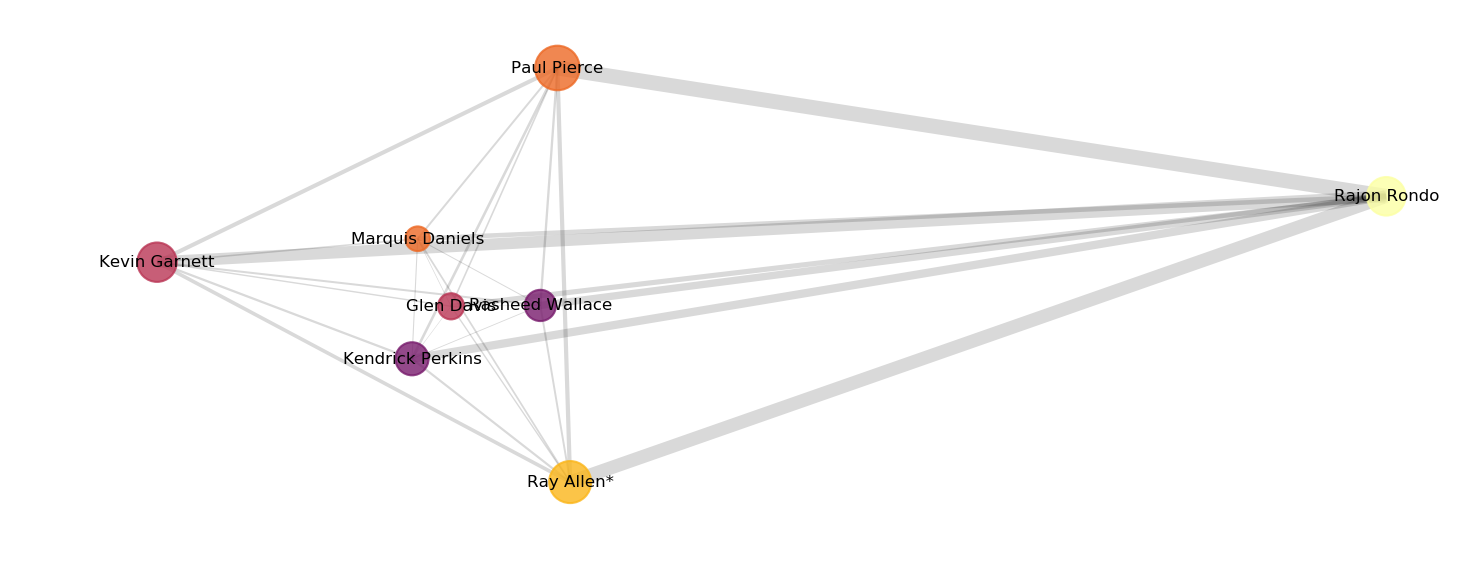 Paul Pierce
Rajon Rondo
Marquis Daniels
Kevin Garnett
Glen Davis
Rasheed Wallace
Kendrick Perkins
Ray Allen*